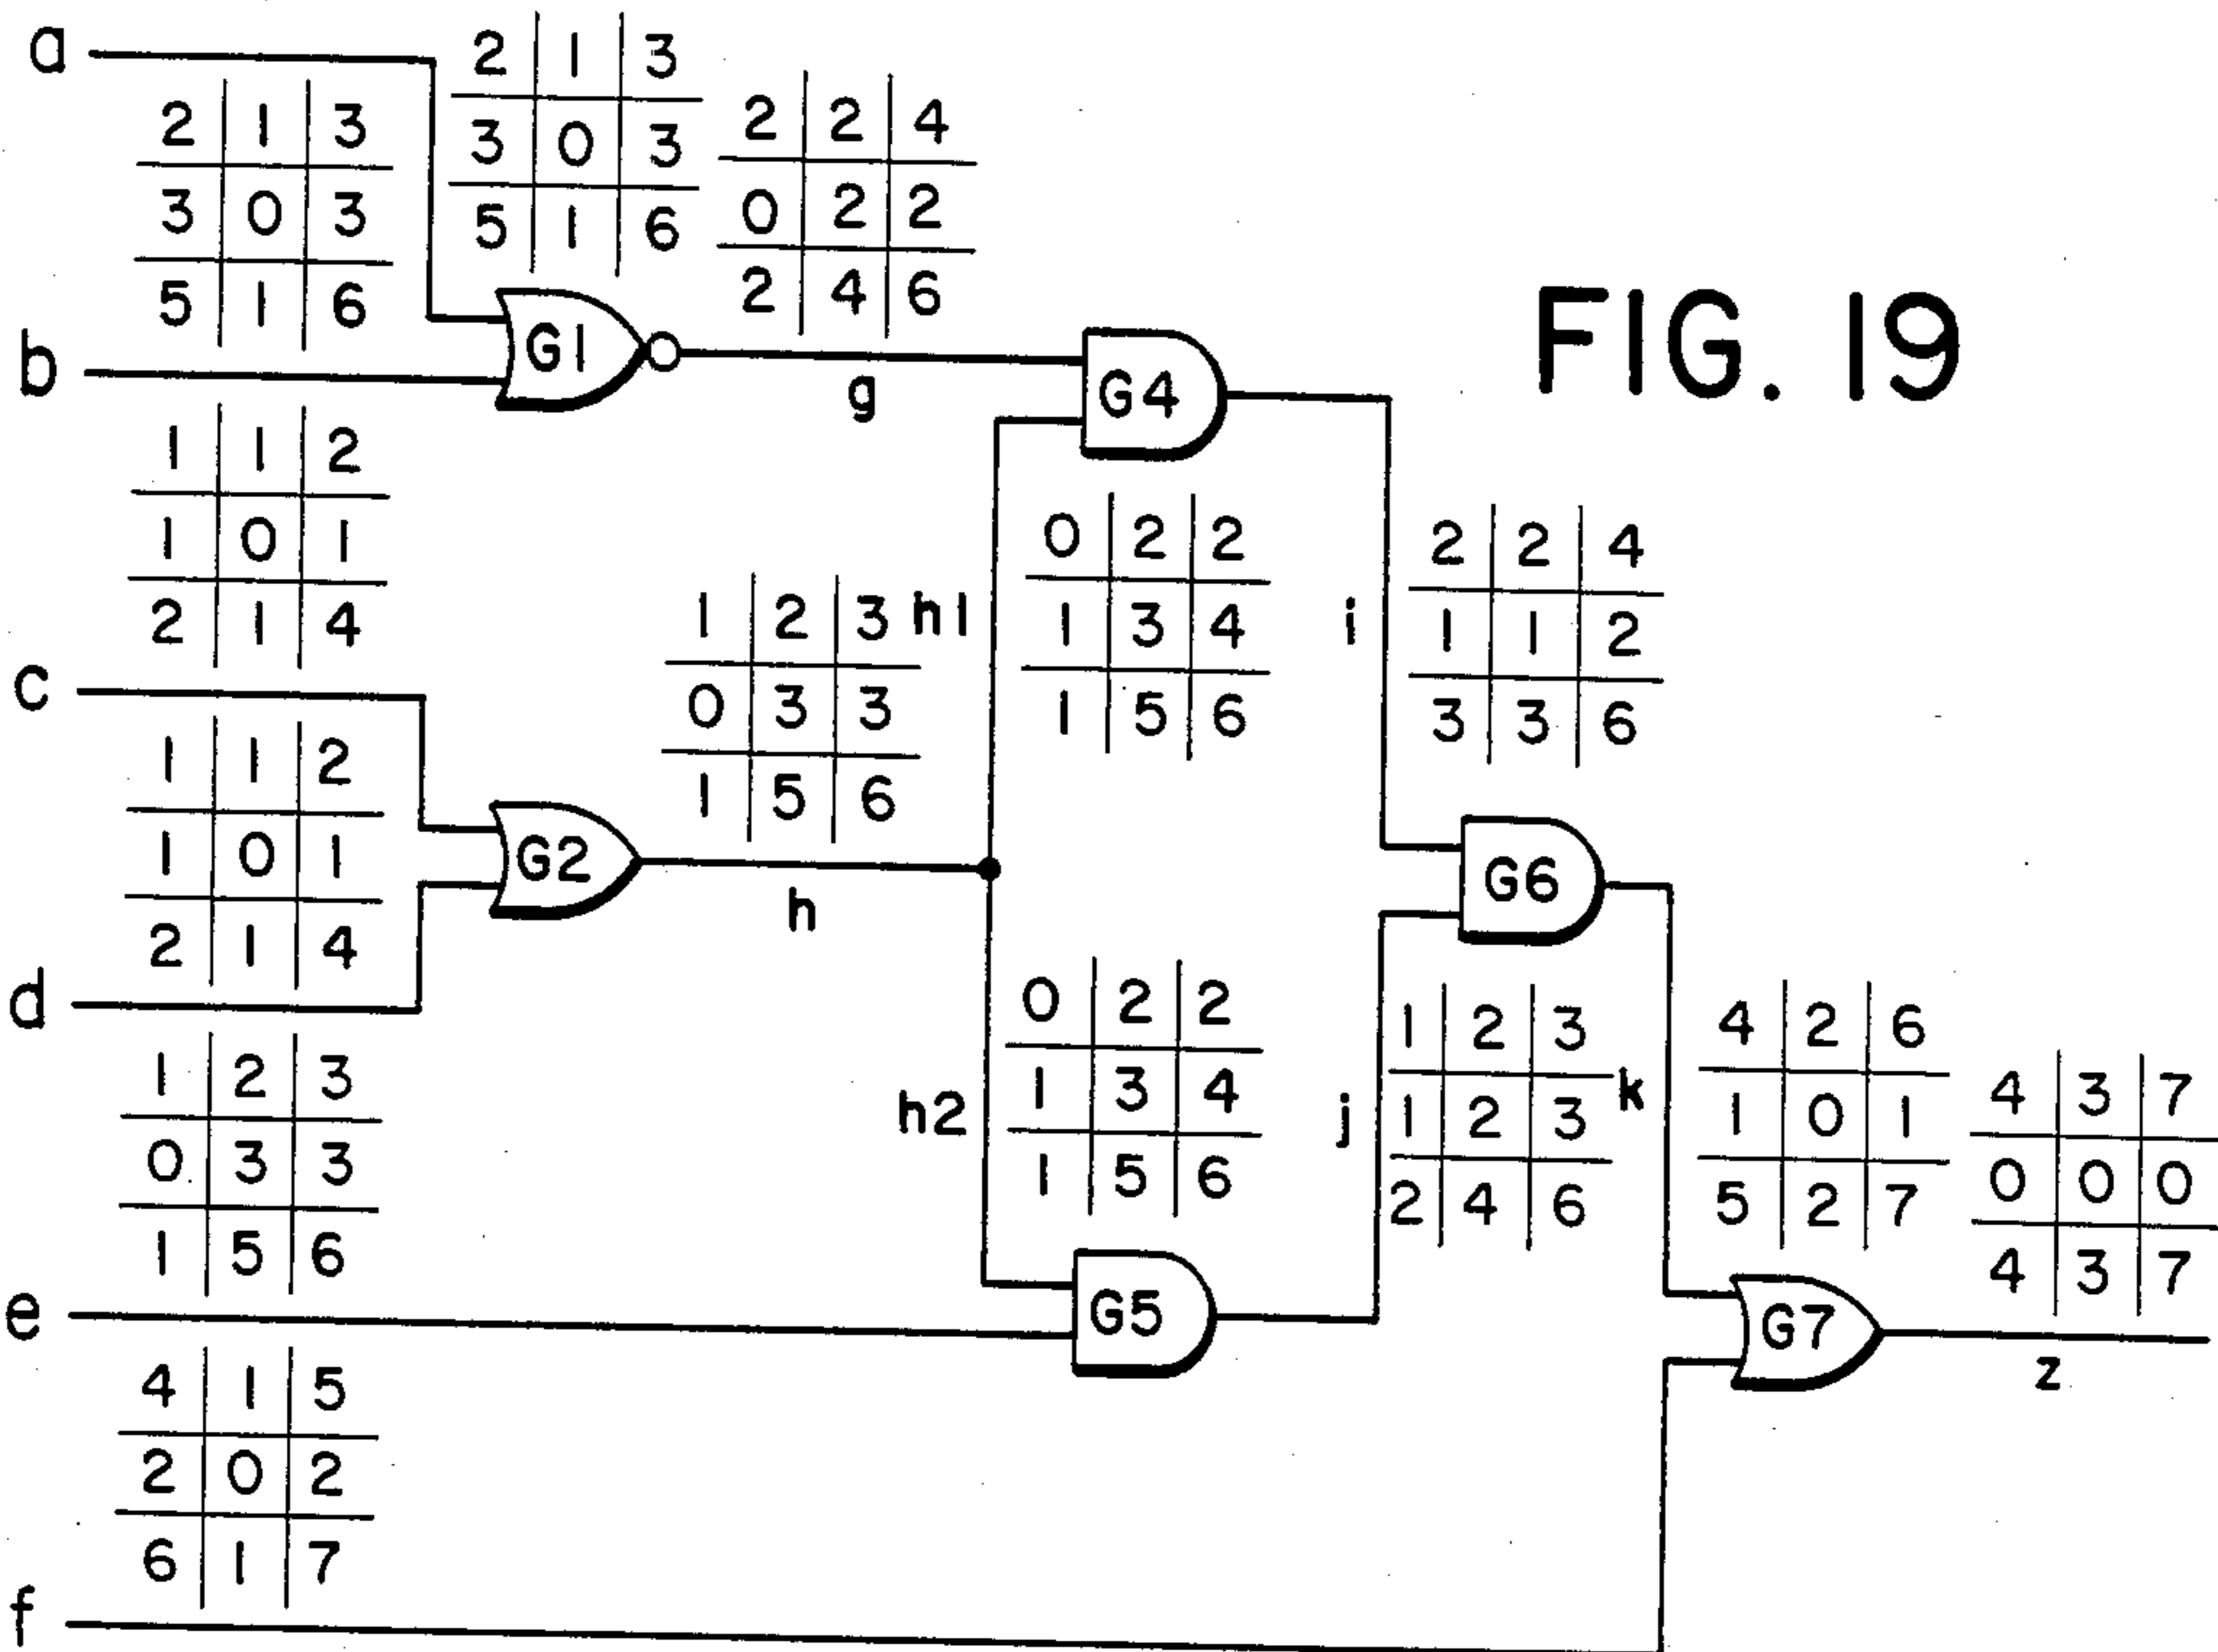 a
2 1 3
3 0 3
5 1 6
2 1 3
3 0 3
5 1 6
2 2 4
0 2 2
2 4 6
FIG. 19
b
G1
g
G4
1 1 2
1 0 1
2 1 4
c
1 2 3
0 3 3
1 5 6
h1
0 2 2
1 3 4
1 5 6
i
2 2 4
1 1 2
3 3 6
1 1 2
1 0 1
2 1 4
G2
h
G6
d
1 2 3
0 3 3
1 5 6
h2
0 2 2
1 3 4
1 5 6
j
1 2 3
1 2 3
2 4 6
k
4 2 6
1 0 1
5 2 7
4 3 7
0 0 0
4 3 7
e
G5
G7
z
4 1 5
2 0 2
6 1 7
f